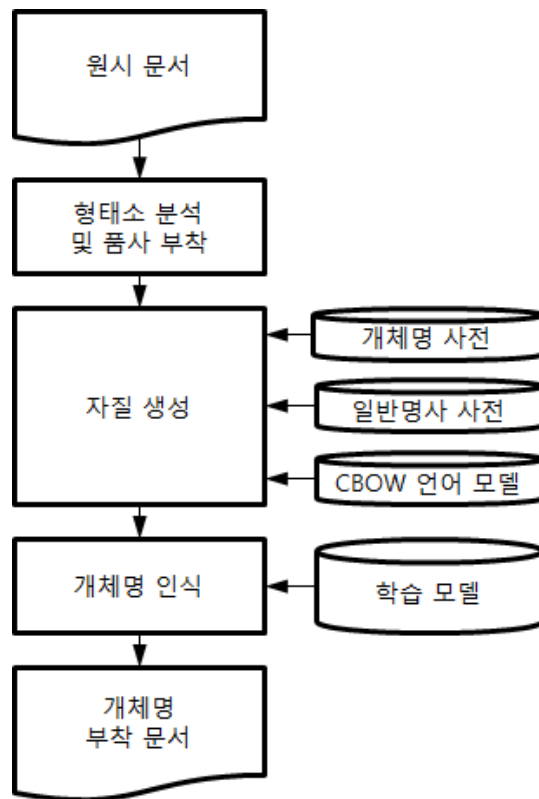 원시 문서
형태소 분석
및 품사 부착
개체명 사전
자질 생성
일반명사 사전
CBOW 언어 모델
개체명 인식
학습 모델
개체명
부착 문서